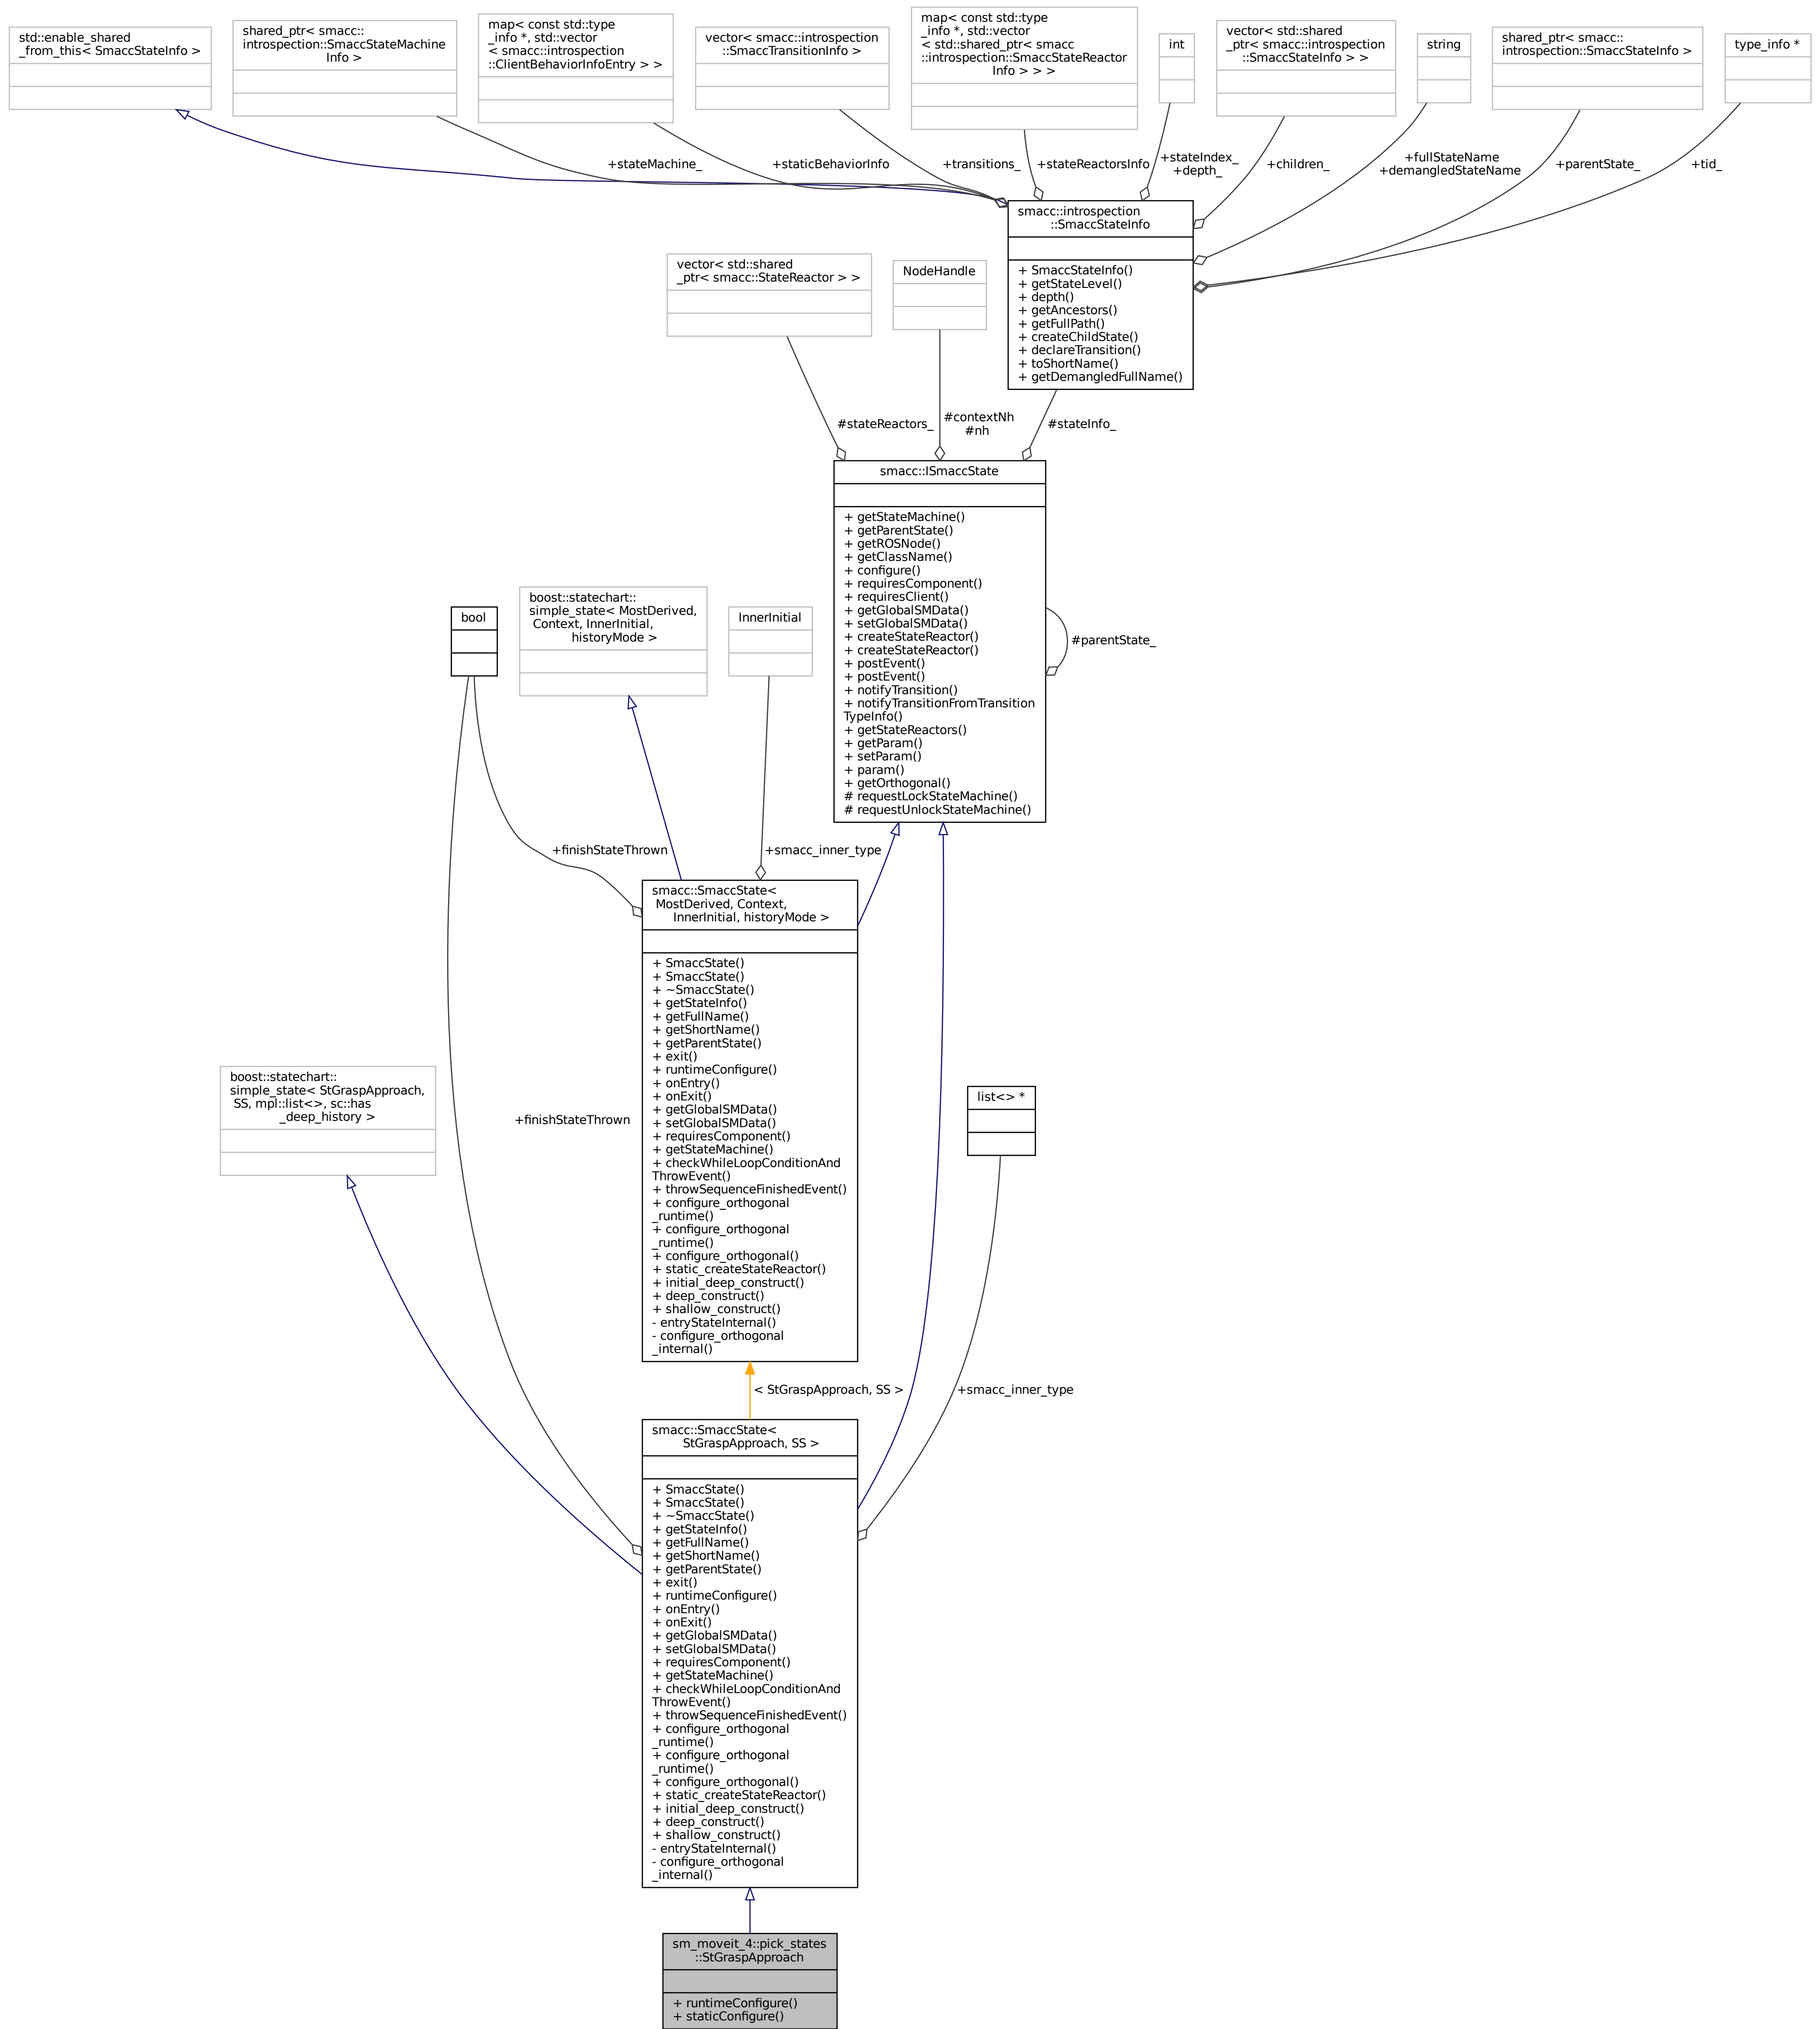 std::enable_shared
_from_this< SmaccStateInfo >
shared_ptr< smacc::
introspection::SmaccStateMachine
Info >
map< const std::type
_info *, std::vector
< smacc::introspection
::ClientBehaviorInfoEntry > >
vector< smacc::introspection
::SmaccTransitionInfo >
map< const std::type
_info *, std::vector
< std::shared_ptr< smacc
::introspection::SmaccStateReactor
Info > > >
int
vector< std::shared
_ptr< smacc::introspection
::SmaccStateInfo > >
string
shared_ptr< smacc::
introspection::SmaccStateInfo >
type_info *
+stateMachine_
+staticBehaviorInfo
+transitions_
+stateReactorsInfo
+stateIndex_
+depth_
+children_
+fullStateName
+demangledStateName
+parentState_
+tid_
smacc::introspection
::SmaccStateInfo
+ SmaccStateInfo()
+ getStateLevel()
+ depth()
+ getAncestors()
+ getFullPath()
+ createChildState()
+ declareTransition()
+ toShortName()
+ getDemangledFullName()
vector< std::shared
_ptr< smacc::StateReactor > >
NodeHandle
#stateReactors_
#contextNh
#nh
#stateInfo_
smacc::ISmaccState
+ getStateMachine()
+ getParentState()
+ getROSNode()
+ getClassName()
+ configure()
+ requiresComponent()
+ requiresClient()
+ getGlobalSMData()
+ setGlobalSMData()
+ createStateReactor()
+ createStateReactor()
+ postEvent()
+ postEvent()
+ notifyTransition()
+ notifyTransitionFromTransition
TypeInfo()
+ getStateReactors()
+ getParam()
+ setParam()
+ param()
+ getOrthogonal()
# requestLockStateMachine()
# requestUnlockStateMachine()
#parentState_
bool
boost::statechart::
simple_state< MostDerived,
Context, InnerInitial,
historyMode >
InnerInitial
+finishStateThrown
+smacc_inner_type
smacc::SmaccState<
MostDerived, Context,
InnerInitial, historyMode >
+ SmaccState()
+ SmaccState()
+ ~SmaccState()
+ getStateInfo()
+ getFullName()
+ getShortName()
+ getParentState()
+ exit()
+ runtimeConfigure()
+ onEntry()
+ onExit()
+ getGlobalSMData()
+ setGlobalSMData()
+ requiresComponent()
+ getStateMachine()
+ checkWhileLoopConditionAnd
ThrowEvent()
+ throwSequenceFinishedEvent()
+ configure_orthogonal
_runtime()
+ configure_orthogonal
_runtime()
+ configure_orthogonal()
+ static_createStateReactor()
+ initial_deep_construct()
+ deep_construct()
+ shallow_construct()
- entryStateInternal()
- configure_orthogonal
_internal()
boost::statechart::
simple_state< StGraspApproach,
SS, mpl::list<>, sc::has
_deep_history >
+finishStateThrown
list<> *
< StGraspApproach, SS >
+smacc_inner_type
smacc::SmaccState<
StGraspApproach, SS >
+ SmaccState()
+ SmaccState()
+ ~SmaccState()
+ getStateInfo()
+ getFullName()
+ getShortName()
+ getParentState()
+ exit()
+ runtimeConfigure()
+ onEntry()
+ onExit()
+ getGlobalSMData()
+ setGlobalSMData()
+ requiresComponent()
+ getStateMachine()
+ checkWhileLoopConditionAnd
ThrowEvent()
+ throwSequenceFinishedEvent()
+ configure_orthogonal
_runtime()
+ configure_orthogonal
_runtime()
+ configure_orthogonal()
+ static_createStateReactor()
+ initial_deep_construct()
+ deep_construct()
+ shallow_construct()
- entryStateInternal()
- configure_orthogonal
_internal()
sm_moveit_4::pick_states
::StGraspApproach
+ runtimeConfigure()
+ staticConfigure()